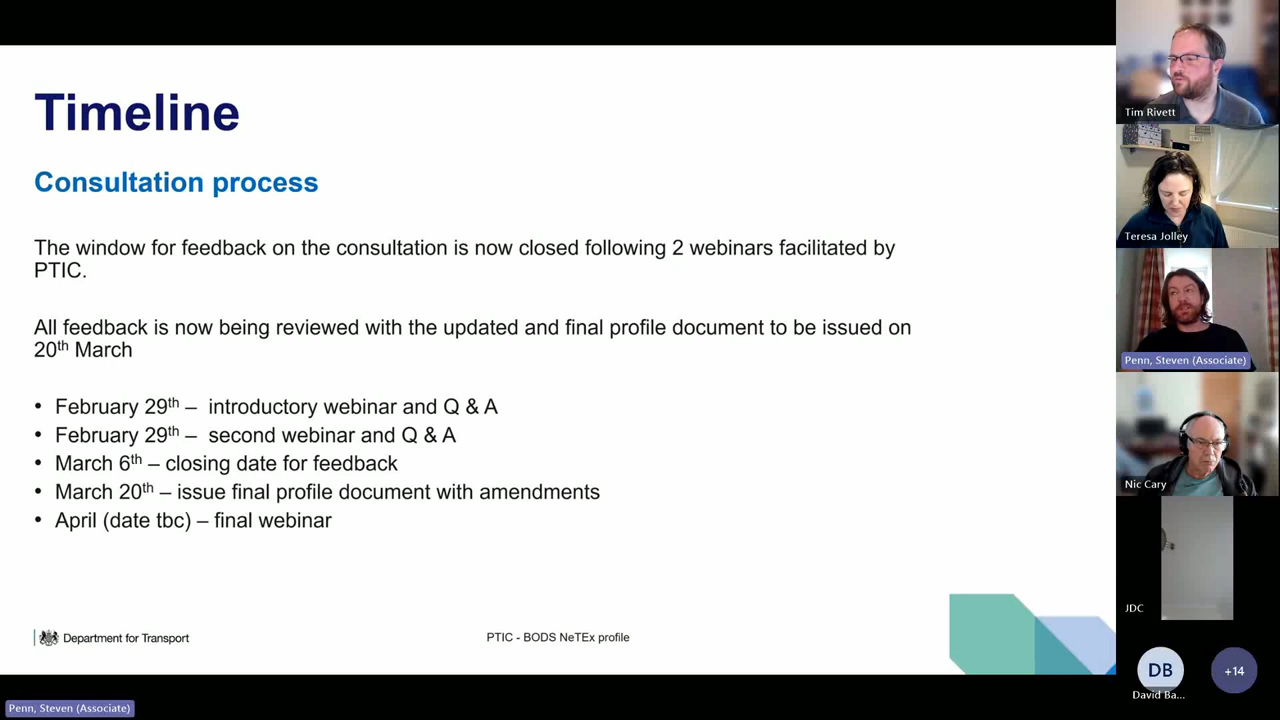 Timeline
Consultation process
The window for feedback on the consultation is now closed following 2 webinars facilitated by
PTIC.
All feedback is now being reviewed with the updated and final profile document to be issued on
20th March
• February 29th – introductory webinar and Q & A
• February 29th – second webinar and Q & A
• March 6th – closing date for feedback
• March 20th – issue final profile document with amendments
• April (date tbc) – final webinar
Department for Transport
PTIC - BODS NeTEx profile
Penn, Steven (Associate)
Tim Rivett
Teresa Jolley
Penn, Steven (Associate)
Nic Cary
JDC
DB
David Ba...
+14